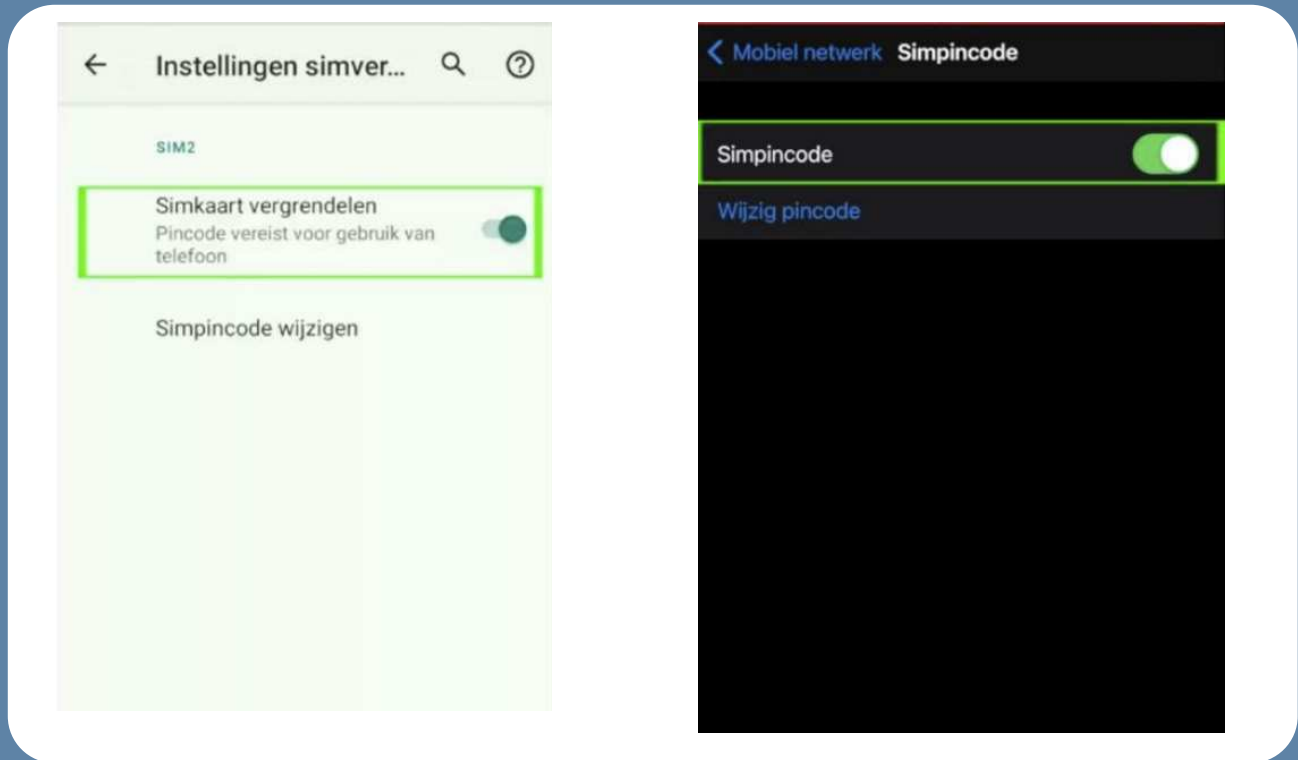 Instellingen simver...
SIM2
Simkaart vergrendelen
Pincode vereist voor gebruik van
telefoon
Simpincode wijzigen
Mobiel netwerk Simpincode
Simpincode
Wijzig pincode